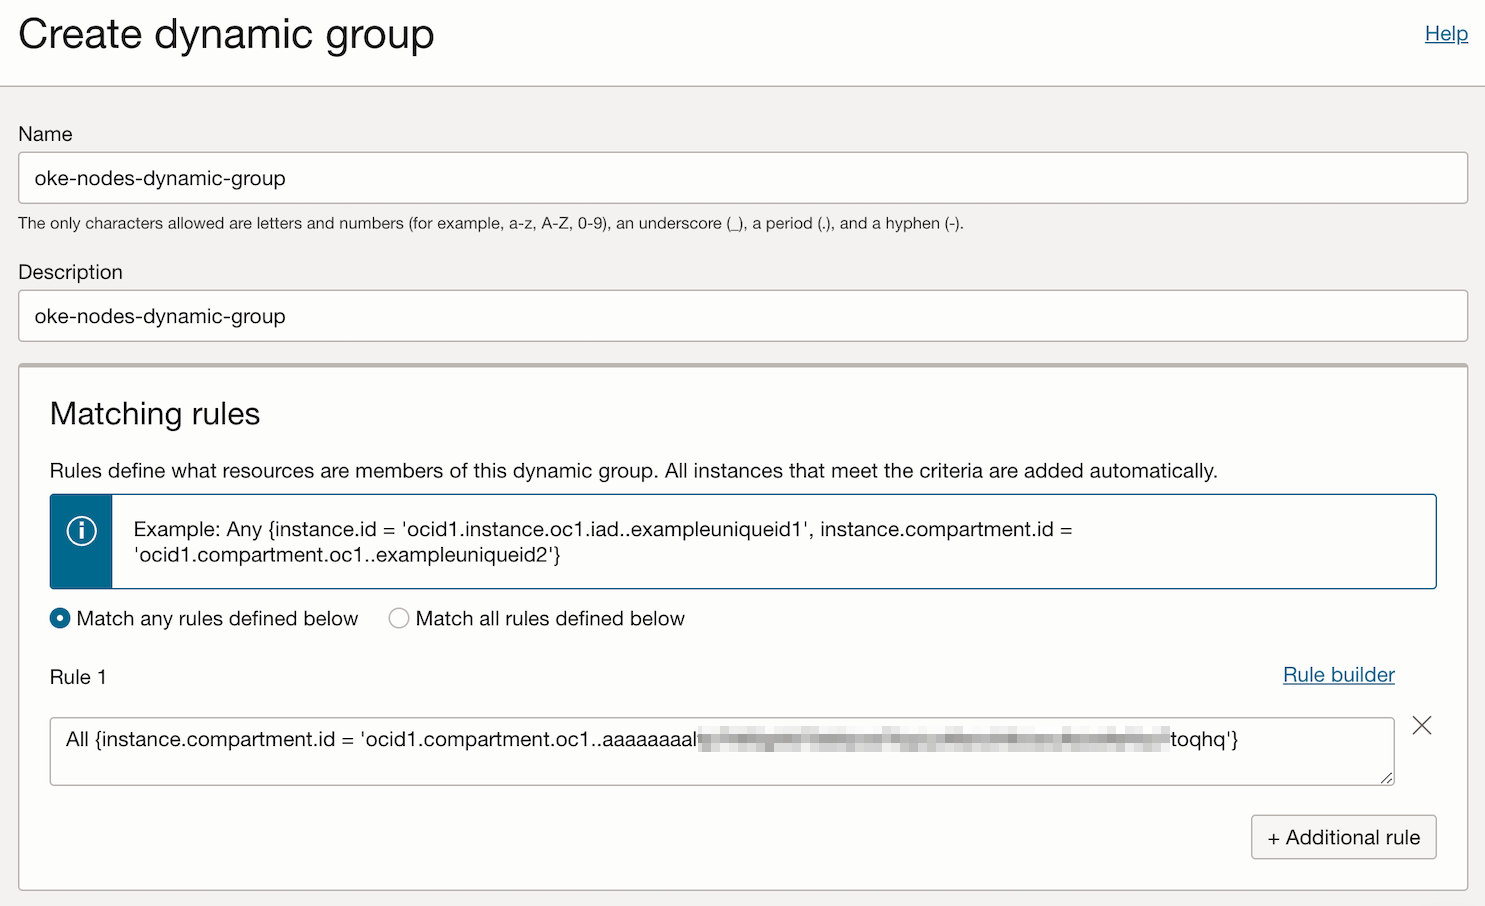 Create dynamic group
Help
Name
oke-nodes-dynamic-group
The only characters allowed are letters and numbers (for example, a-z, A-Z, 0-9), an underscore (_), a period (.), and a hyphen (-).
Description
oke-nodes-dynamic-group
Matching rules
Rules define what resources are members of this dynamic group. All instances that meet the criteria are added automatically.
Example: Any {instance.id = 'ocid1.instance.oc1.iad..exampleuniqueid1', instance.compartment.id =
'ocid1.compartment.oc1..exampleuniqueid2'}
Match any rules defined below Match all rules defined below
Rule 1
Rule builder
All {instance.compartment.id = 'ocid1.compartment.oc1..aaaaaaaal toqhq'}
+ Additional rule